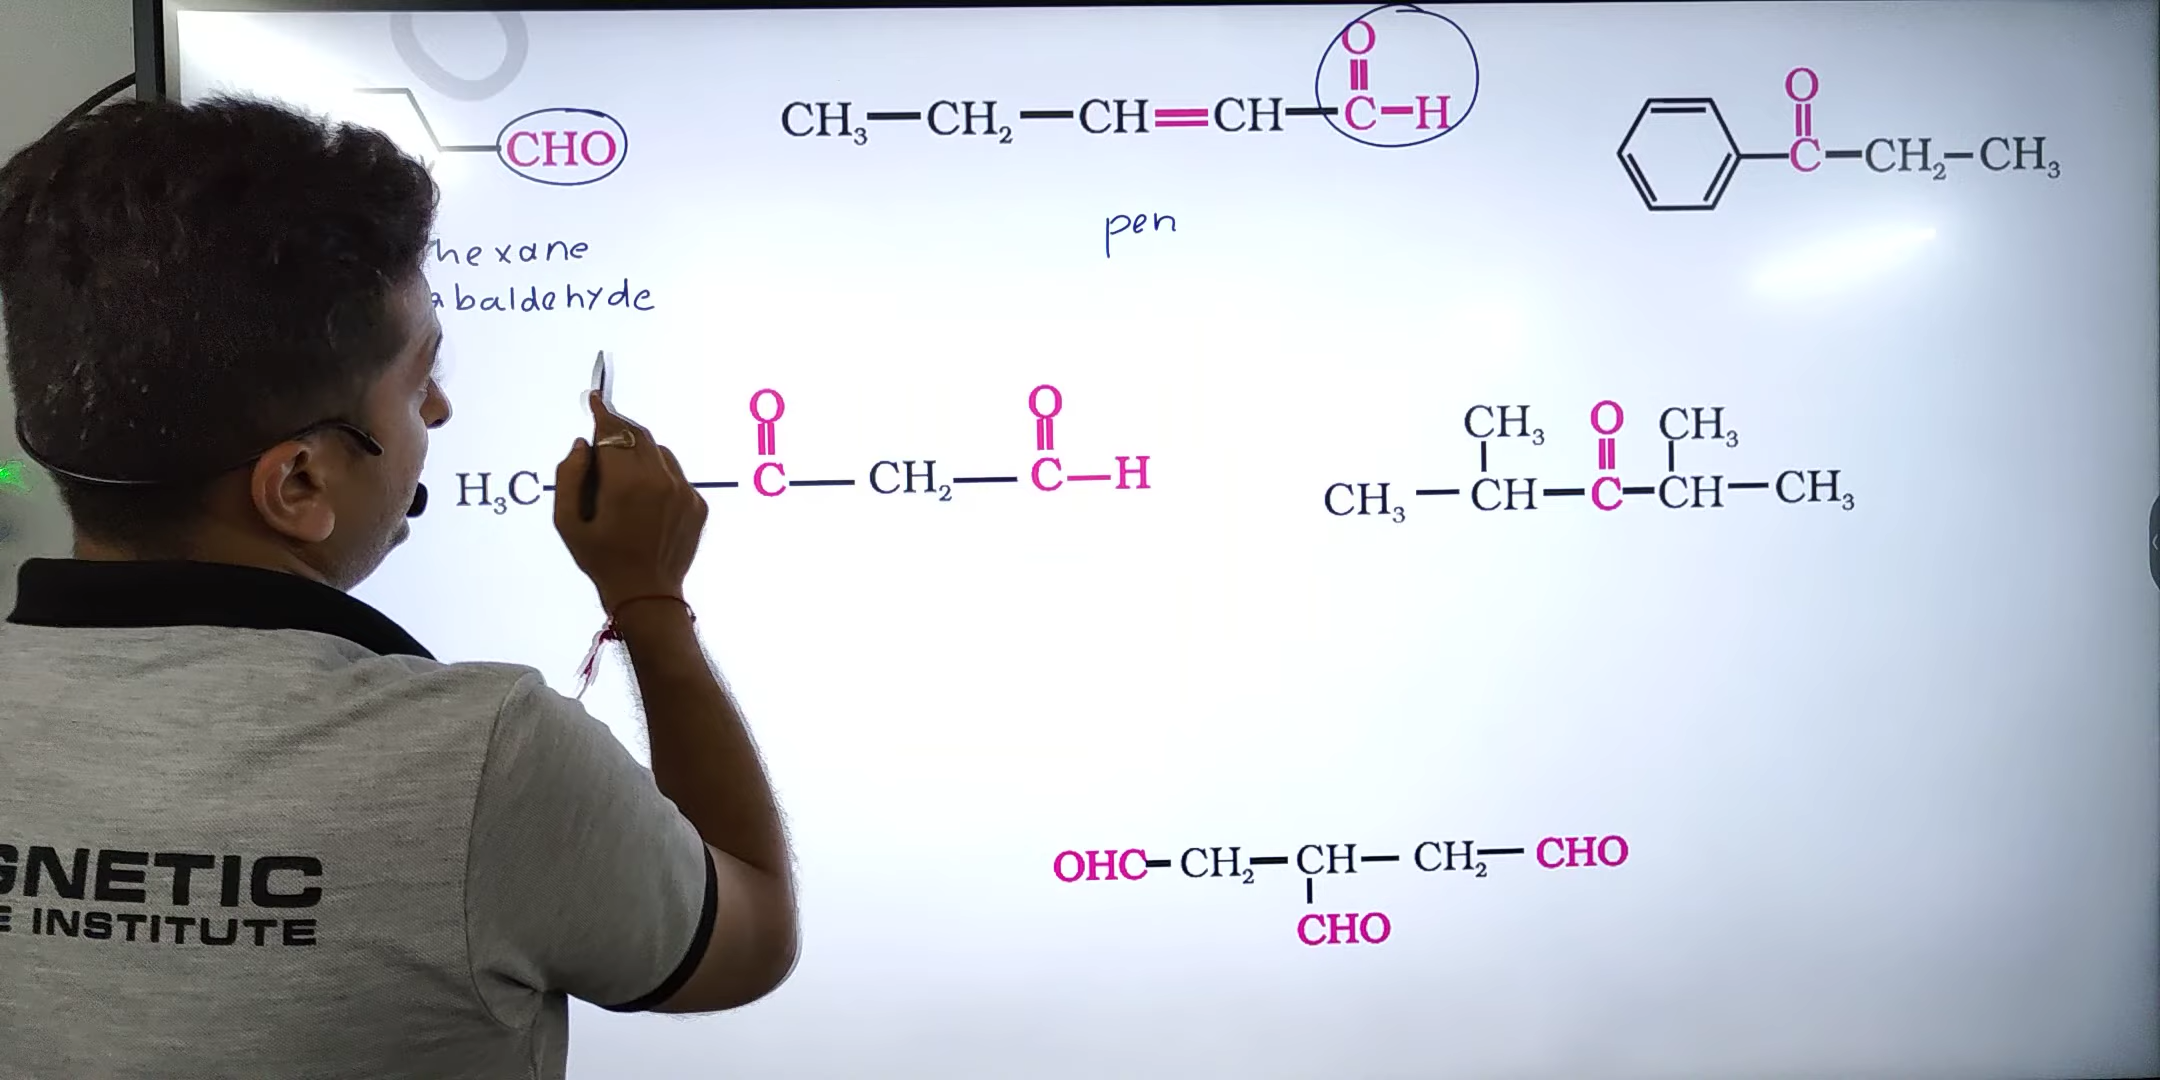 O
O
CHO
CH₃—CH₂—CH=CH—C—H
O
C—CH₂—CH₃
pen
hexane
baldehyde
O
O
H₃C
C—CH₂—C—H
CH₃ O CH₃
CH₃—CH—C—CH—CH₃
OHC—CH₂—CH—CH₂—CHO
CHO
GNETIC
E INSTITUTE